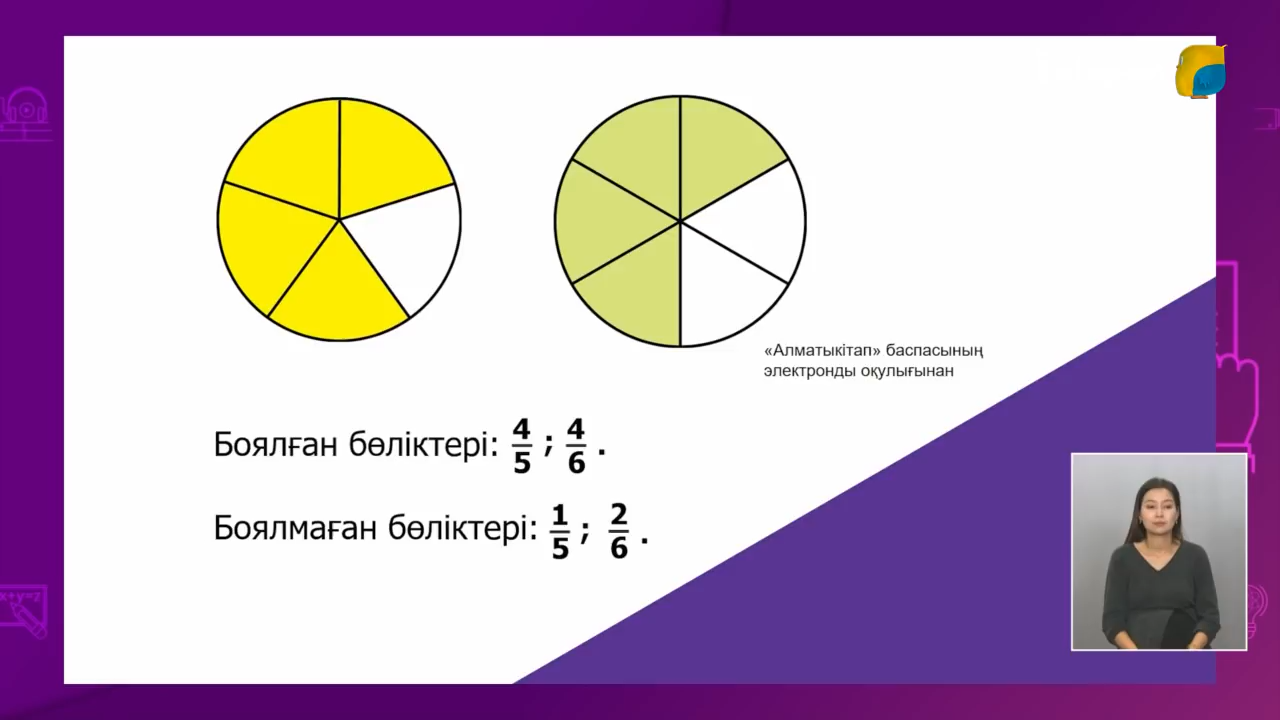 «Алматыкітап» баспасының
электронды оқулығынан
Боялған бөліктері: 4/5 ; 4/6 .
Боялмаған бөліктері: 1/5 ; 2/6 .
x+y=z